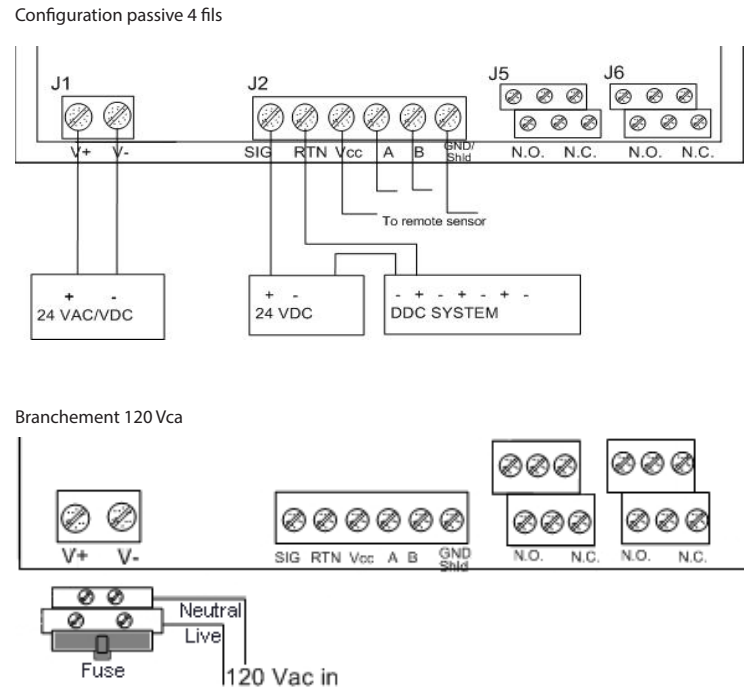 Configuration passive 4 fils
J1 J2 J5 J6
V+ V- SIG RTN Vcc A B GND/ Shld N.O. N.C. N.O. N.C.
To remote sensor
+ - + - - + - + - + -
24 VAC/VDC 24 VDC DDC SYSTEM
Branchement 120 Vca
V+ V- SIG RTN Vcc A B GND Shld N.O. N.C. N.O. N.C.
Neutral
Live
Fuse
120 Vac in